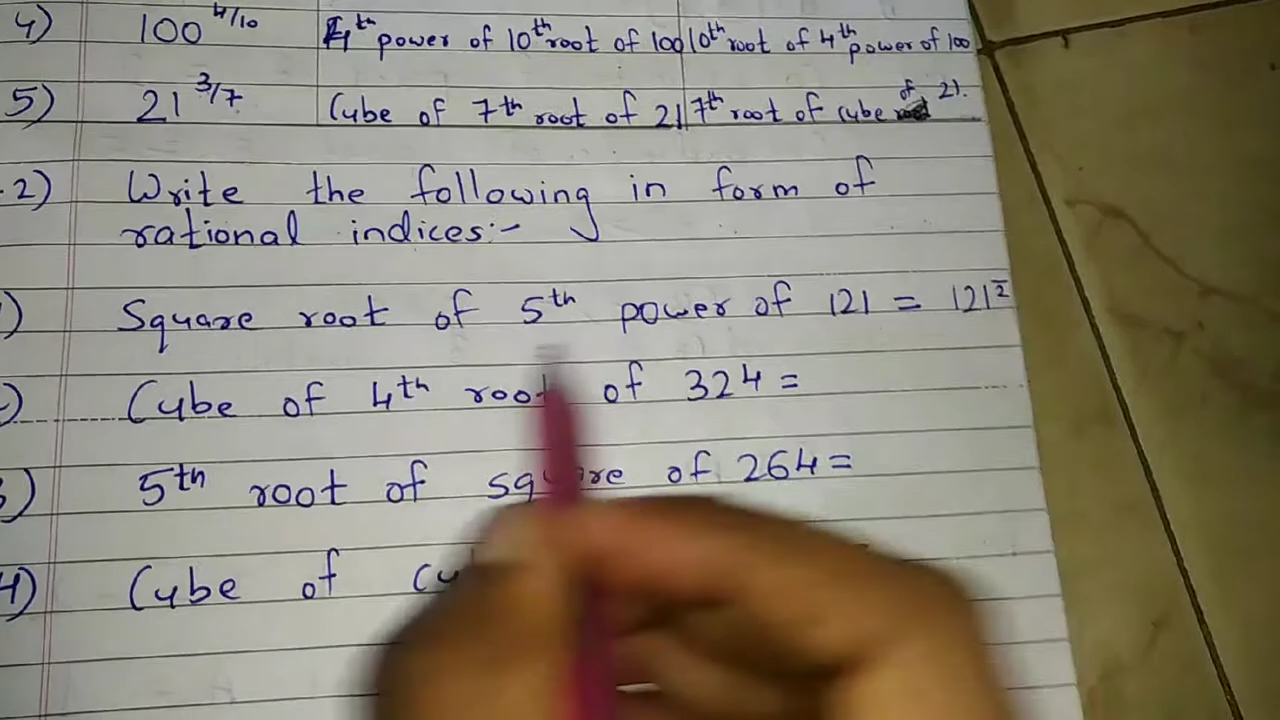 4) 100^4/10 4th power of 10th root of 100 10th root of 4th power of 100
5) 21^3/7 Cube of 7th root of 21 7th root of cube of 21.
2) Write the following in form of
rational indices:-
) Square root of 5th power of 121 = 121^2
) Cube of 4th root of 324 =
3) 5th root of square of 264 =
4) Cube of